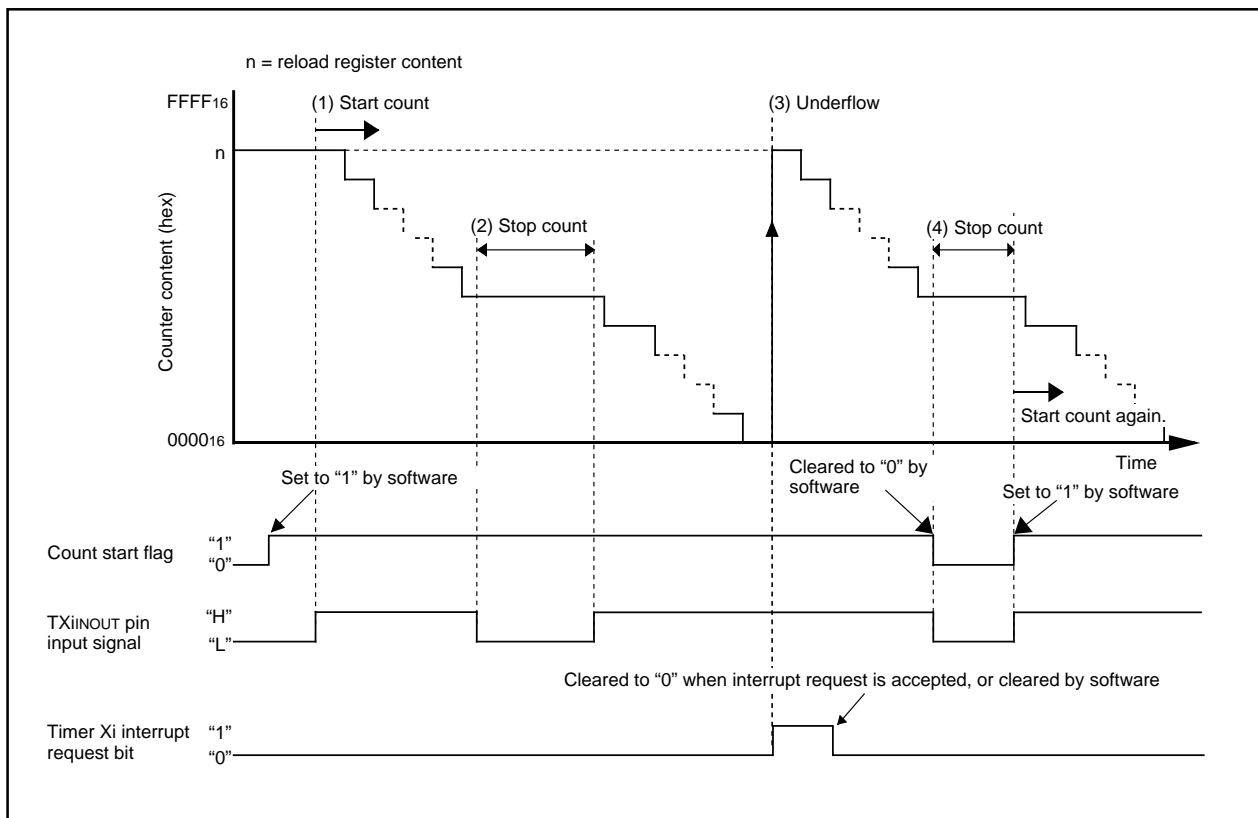 n = reload register content
FFFF16
(1) Start count
(3) Underflow
n
Counter content (hex)
(2) Stop count
(4) Stop count
Start count again.
000016
Time
Set to “1” by software
Cleared to “0” by
software
Set to “1” by software
Count start flag
“1”
“0”
TXiINOUT pin
input signal
“H”
“L”
Cleared to “0” when interrupt request is accepted, or cleared by software
Timer Xi interrupt
request bit
“1”
“0”